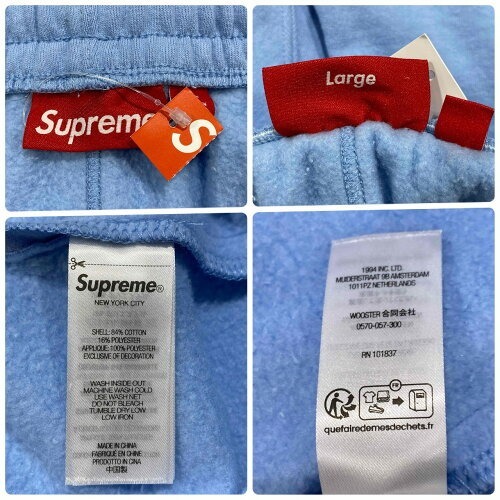 Supreme
S
Large
Supreme®
NEW YORK CITY
SHELL: 84% COTTON
16% POLYESTER
APPLIQUE: 100% POLYESTER
EXCLUSIVE OF DECORATION
WASH INSIDE OUT
MACHINE WASH COLD
USE WASH NET
DO NOT BLEACH
TUMBLE DRY LOW
LOW IRON
MADE IN CHINA
FABRIQUÉ EN CHINE
PRODOTTO IN CINA
中国製
1994 INC. LTD.
MUIDERSTRAAT 9B AMSTERDAM
1011PZ NETHERLANDS
WOOSTER 合同会社
0570-057-300
RN 101837
FR
quefairedemesdechets.fr